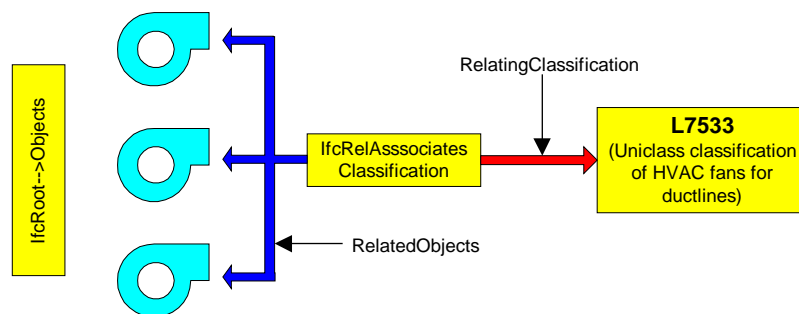 IfcRoot-->Objects
RelatingClassification
IfcRelAsssociates
Classification
L7533
(Uniclass classification
of HVAC fans for
ductlines)
RelatedObjects